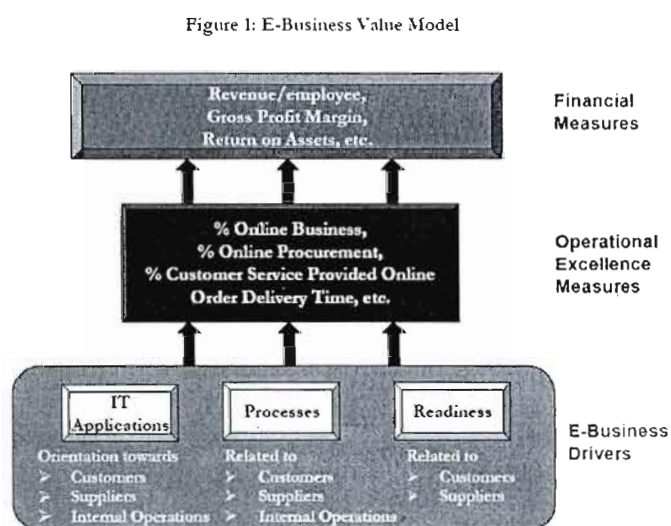 Figure 1: E-Business Value Model
Revenue/employee,
Gross Profit Margin,
Return on Assets, etc.
Financial
Measures
% Online Business,
% Online Procurement,
% Customer Service Provided Online
Order Delivery Time, etc.
Operational
Excellence
Measures
IT
Applications
Processes
Readiness
Orientation towards
➢ Customers
➢ Suppliers
➢ Internal Operations
Related to
➢ Customers
➢ Suppliers
➢ Internal Operations
Related to
➢ Customers
➢ Suppliers
E-Business
Drivers